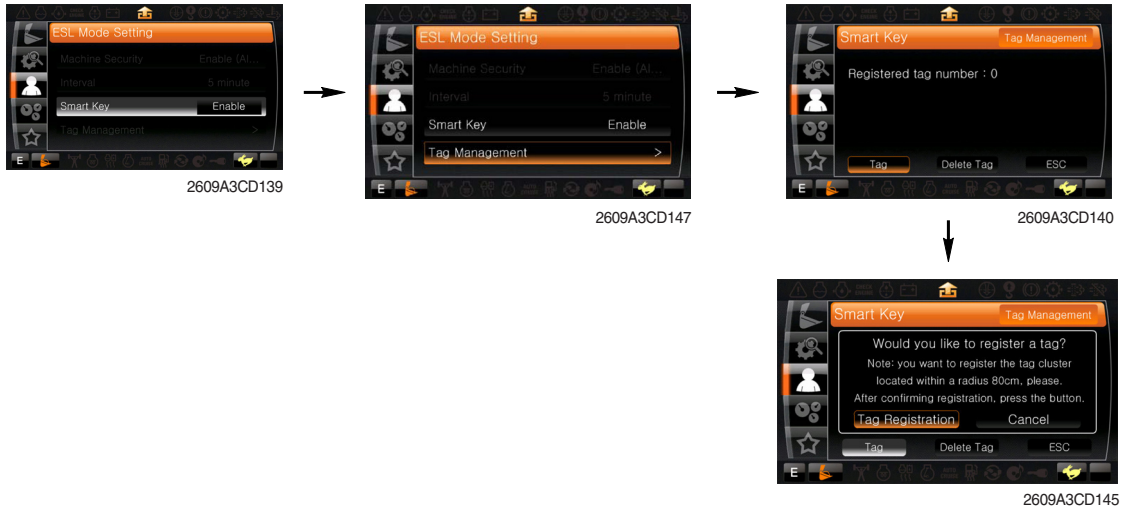 ESL Mode Setting
Machine Security Enable (Al...
Interval 5 minute
Smart Key Enable
Tag Management >
E
2609A3CD139
ESL Mode Setting
Machine Security Enable (Al...
Interval 5 minute
Smart Key Enable
Tag Management >
E
2609A3CD147
Smart Key Tag Management
Registered tag number : 0
Tag Delete Tag ESC
E
2609A3CD140
Smart Key Tag Management
Would you like to register a tag?
Note: you want to register the tag cluster
located within a radius 80cm, please.
After confirming registration, press the button.
Tag Registration Cancel
Tag Delete Tag ESC
E
2609A3CD145